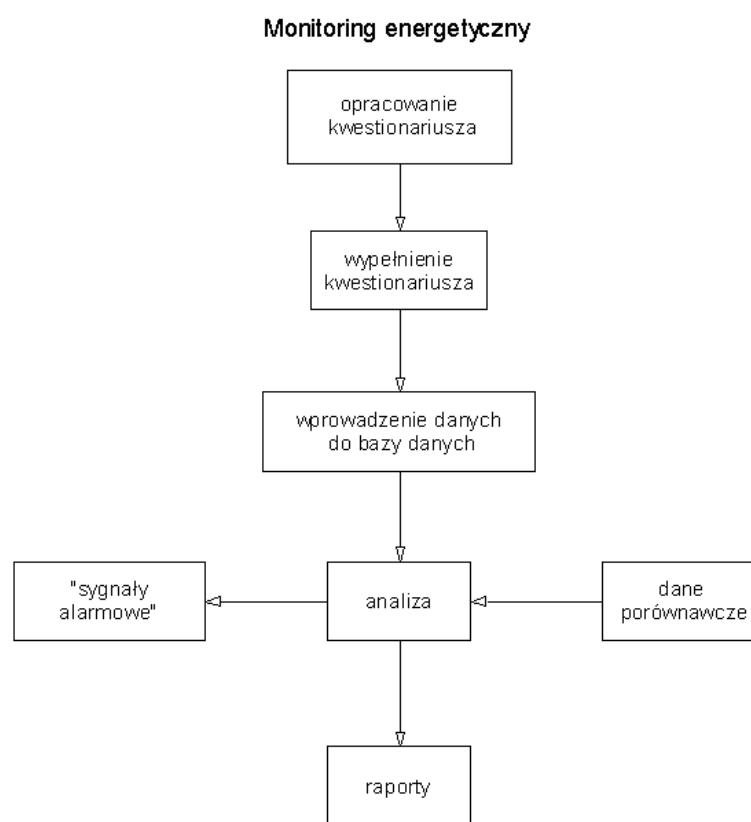 Monitoring energetyczny
opracowanie
kwestionariusza
wypełnienie
kwestionariusza
wprowadzenie danych
do bazy danych
"sygnały
alarmowe"
analiza
dane
porównawcze
raporty